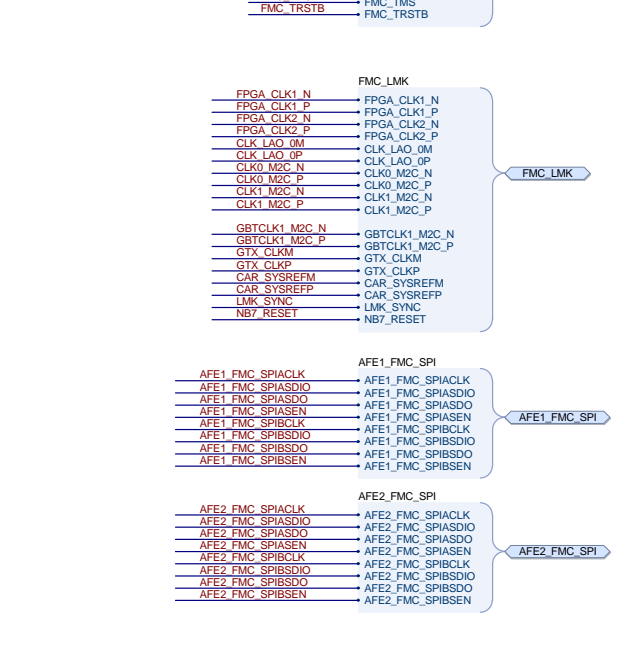 FMC_TMS
FMC_TRSTB FMC_TRSTB
FMC_LMK
FPGA_CLK1_N FPGA_CLK1_N
FPGA_CLK1_P FPGA_CLK1_P
FPGA_CLK2_N FPGA_CLK2_N
FPGA_CLK2_P FPGA_CLK2_P
CLK_LAO_0M CLK_LAO_0M
CLK_LAO_0P CLK_LAO_0P
CLK0_M2C_N CLK0_M2C_N
FMC_LMK
CLK0_M2C_P CLK0_M2C_P
CLK1_M2C_N CLK1_M2C_N
CLK1_M2C_P CLK1_M2C_P
GBTCLK1_M2C_N GBTCLK1_M2C_N
GBTCLK1_M2C_P GBTCLK1_M2C_P
GTX_CLKM GTX_CLKM
GTX_CLKP GTX_CLKP
CAR_SYSREFM CAR_SYSREFM
CAR_SYSREFP CAR_SYSREFP
LMK_SYNC LMK_SYNC
NB7_RESET NB7_RESET
AFE1_FMC_SPI
AFE1_FMC_SPIACLK AFE1_FMC_SPIACLK
AFE1_FMC_SPIASDIO AFE1_FMC_SPIASDIO
AFE1_FMC_SPIASDO AFE1_FMC_SPIASDO
AFE1_FMC_SPIASEN AFE1_FMC_SPIASEN
AFE1_FMC_SPI
AFE1_FMC_SPIBCLK AFE1_FMC_SPIBCLK
AFE1_FMC_SPIBSDIO AFE1_FMC_SPIBSDIO
AFE1_FMC_SPIBSDO AFE1_FMC_SPIBSDO
AFE1_FMC_SPIBSEN AFE1_FMC_SPIBSEN
AFE2_FMC_SPI
AFE2_FMC_SPIACLK AFE2_FMC_SPIACLK
AFE2_FMC_SPIASDIO AFE2_FMC_SPIASDIO
AFE2_FMC_SPIASDO AFE2_FMC_SPIASDO
AFE2_FMC_SPIASEN AFE2_FMC_SPIASEN
AFE2_FMC_SPI
AFE2_FMC_SPIBCLK AFE2_FMC_SPIBCLK
AFE2_FMC_SPIBSDIO AFE2_FMC_SPIBSDIO
AFE2_FMC_SPIBSDO AFE2_FMC_SPIBSDO
AFE2_FMC_SPIBSEN AFE2_FMC_SPIBSEN